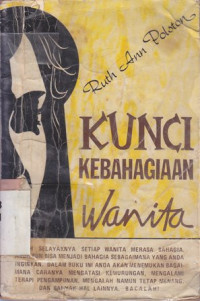 Ruth Ann Polston
KUNCI
KEBAHAGIAAN
Wanita
SELAYAKNYA SETIAP WANITA MERASA BAHAGIA.
BISA MENJADI BAHAGIA SEBAGAIMANA YANG ANDA
INGINKAN. DALAM BUKU INI ANDA AKAN MENEMUKAN BAGAI
MANA CARANYA MENGATASI KEMURUNGAN, MENGALAMI
TERAPI PENGAMPUNAN, MENGALAH NAMUN TETAP MENANG
DAN BANYAK HAL LAINNYA. BACALAH!